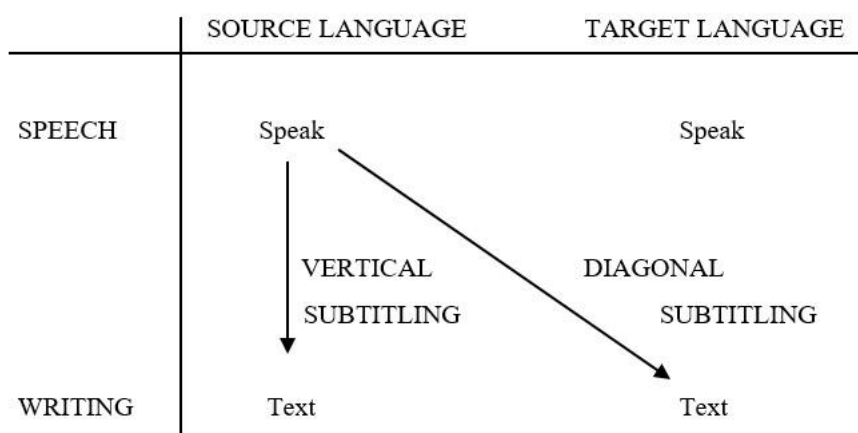 SOURCE LANGUAGE TARGET LANGUAGE
SPEECH Speak Speak
VERTICAL DIAGONAL
SUBTITLING SUBTITLING
WRITING Text Text